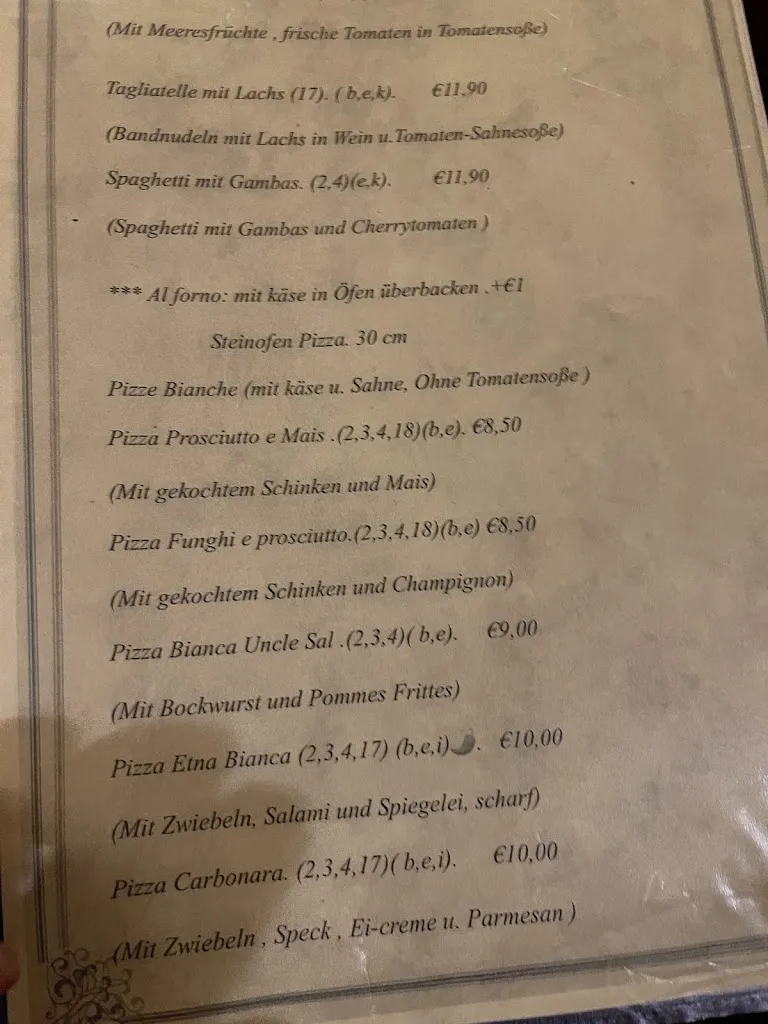 (Mit Meeresfrüchte , frische Tomaten in Tomatensoße)
Tagliatelle mit Lachs (17). ( b,e,k). €11,90
(Bandnudeln mit Lachs in Wein u.Tomaten-Sahnesoße)
Spaghetti mit Gambas. (2,4)(e,k). €11,90
(Spaghetti mit Gambas und Cherrytomaten )
*** Al forno: mit käse in Öfen überbacken .+€1
Steinofen Pizza. 30 cm
Pizze Bianche (mit käse u. Sahne, Ohne Tomatensoße )
Pizza Prosciutto e Mais .(2,3,4,18)(b,e). €8,50
(Mit gekochtem Schinken und Mais)
Pizza Funghi e prosciutto.(2,3,4,18)(b,e) €8,50
(Mit gekochtem Schinken und Champignon)
Pizza Bianca Uncle Sal .(2,3,4)( b,e). €9,00
(Mit Bockwurst und Pommes Frittes)
Pizza Etna Bianca (2,3,4,17) (b,e,i) . €10,00
(Mit Zwiebeln, Salami und Spiegelei, scharf)
Pizza Carbonara. (2,3,4,17)( b,e,i). €10,00
(Mit Zwiebeln , Speck , Ei-creme u. Parmesan )